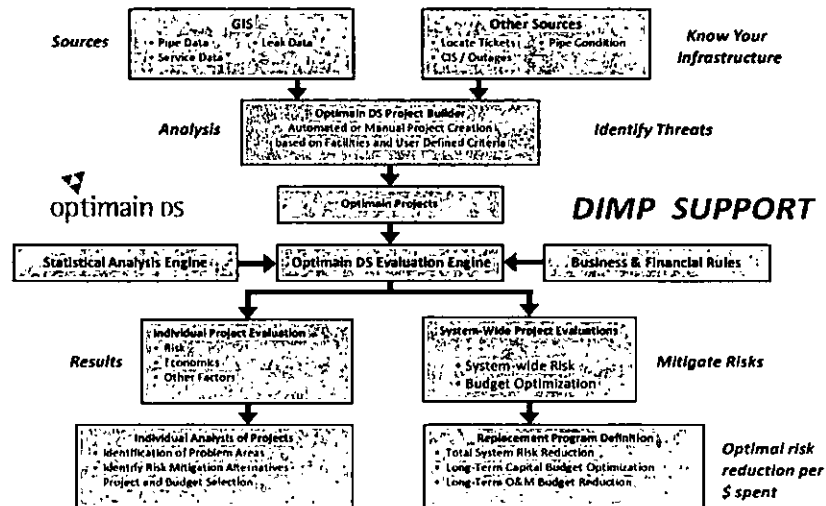 GIS
• Pipe Data
• Leak Data
• Service Data
Other Sources
• Locate Tickets
• Pipe Condition
• CIS / Outages
Sources
Know Your
Infrastructure
Optimain DS Project Builder
Automated or Manual Project Creation
based on Facilities and User Defined Criteria
Analysis
Identify Threats
optimain DS
Optimain Projects
DIMP SUPPORT
Statistical Analysis Engine
Optimain DS Evaluation Engine
Business & Financial Rules
Individual Project Evaluation
• Risk
• Economics
• Other Factors
System-Wide Project Evaluations
• System-wide Risk
• Budget Optimization
Results
Mitigate Risks
Individual Analysis of Projects
• Identification of Problem Areas
• Identify Risk Mitigation Alternatives
Project and Budget Selection
Replacement Program Definition
• Total System Risk Reduction
• Long-Term Capital Budget Optimization
• Long-Term O&M Budget Reduction
Optimal risk
reduction per
$ spent